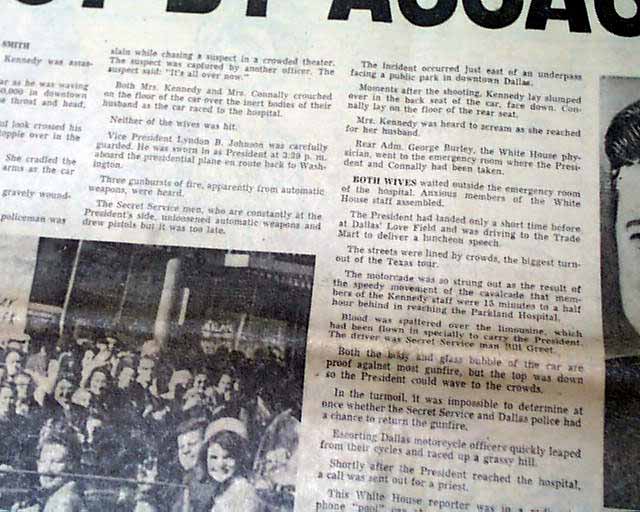 BY
SMITH
Kennedy was
as he was waving
in downtown
throat and head,
look crossed his
over in the
She cradled the
arms as the car
gravely wound-
policeman was
slain while chasing a suspect in a crowded theater.
The suspect was captured by another officer. The
suspect said: "It's all over now."
Both Mrs. Kennedy and Mrs. Connally crouched
on the floor of the car over the inert bodies of their
husband as the car raced to the hospital.
Neither of the wives was hit.
Vice President Lyndon B. Johnson was carefully
guarded. He was sworn in as President at 3:39 p. m.
aboard the presidential plane en route back to Wash-
ington.
Three gunbursts of fire, apparently from automatic
weapons, were heard.
The Secret Service men, who are constantly at the
President's side, unloosened automatic weapons and
drew pistols but it was too late.
The incident occurred just east of an underpass
facing a public park in downtown Dallas.
Moments after the shooting, Kennedy lay slumped
over in the back seat of the car, face down. Con-
nally lay on the floor of the rear seat.
Mrs. Kennedy was heard to scream as she reached
for her husband.
Rear Adm. George Burley, the White House phy-
sician, went to the emergency room where the Presi-
dent and Connally had been taken.
BOTH WIVES waited outside the emergency room
of the hospital. Anxious members of the White
House staff assembled.
The President had landed only a short time before
at Dallas' Love Field and was driving to the Trade
Mart to deliver a luncheon speech.
The streets were lined by crowds, the biggest turn-
out of the Texas tour.
The motorcade was so strung out as the result of
the speedy movement of the cavalcade that mem-
bers of the Kennedy staff were 15 minutes to a half
hour behind in reaching the Parkland Hospital.
Blood was spattered over the limousine, which
had been flown in specially to carry the President.
The driver was Secret Service man Bill Greer.
Both the body and glass bubble of the car are
proof against most gunfire, but the top was down
so the President could wave to the crowds.
In the turmoil, it was impossible to determine at
once whether the Secret Service and Dallas police had
a chance to return the gunfire.
Escorting Dallas motorcycle officers quickly leaped
from their cycles and raced up a grassy hill.
Shortly after the President reached the hospital,
a call was sent out for a priest.
This White House reporter was in a
phone "pool"